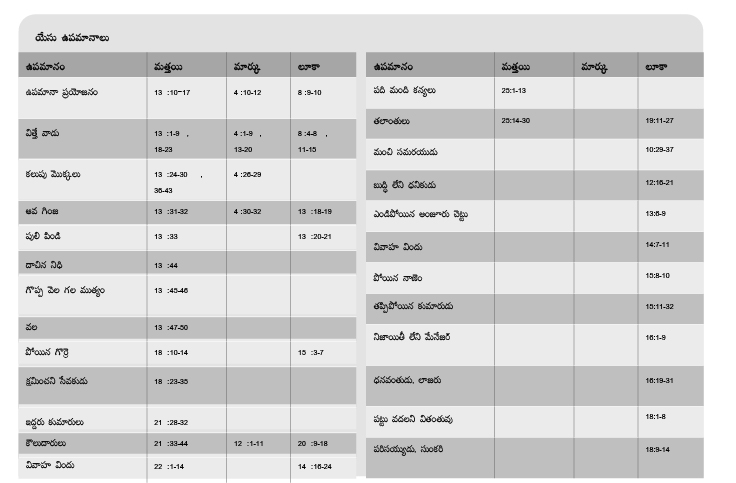 యేసు ఉపమానాలు
ఉపమానం మత్తయి మార్కు లూకా
ఉపమానా ప్రయోజనం 13 :10-17 4 :10-12 8 :9-10
విత్తే వాడు 13 :1-9 , 4 :1-9 , 8 :4-8 ,
18-23 13-20 11-15
కలుపు మొక్కలు 13 :24-30 , 4 :26-29
36-43
ఆవ గింజ 13 :31-32 4 :30-32 13 :18-19
పులి పిండి 13 :33 13 :20-21
దాచిన నిధి 13 :44
గొప్ప వెల గల ముత్యం 13 :45-46
వల 13 :47-50
పోయిన గొర్రె 18 :10-14 15 :3-7
క్షమించని సేవకుడు 18 :23-35
ఇద్దరు కుమారులు 21 :28-32
కౌలుదారులు 21 :33-44 12 :1-11 20 :9-18
వివాహ విందు 22 :1-14 14 :16-24
ఉపమానం మత్తయి మార్కు లూకా
పది మంది కన్యలు 25:1-13
తలాంతులు 25:14-30 19:11-27
మంచి సమరయుడు 10:29-37
బుద్ధి లేని ధనికుడు 12:16-21
ఎండిపోయిన అంజూరు చెట్టు 13:6-9
వివాహ విందు 14:7-11
పోయిన నాణెం 15:8-10
తప్పిపోయిన కుమారుడు 15:11-32
నిజాయితీ లేని మేనేజర్ 16:1-9
ధనవంతుడు, లాజరు 16:19-31
పట్టు వదలని వితంతువు 18:1-8
పరిసయ్యుడు, సుంకరి 18:9-14